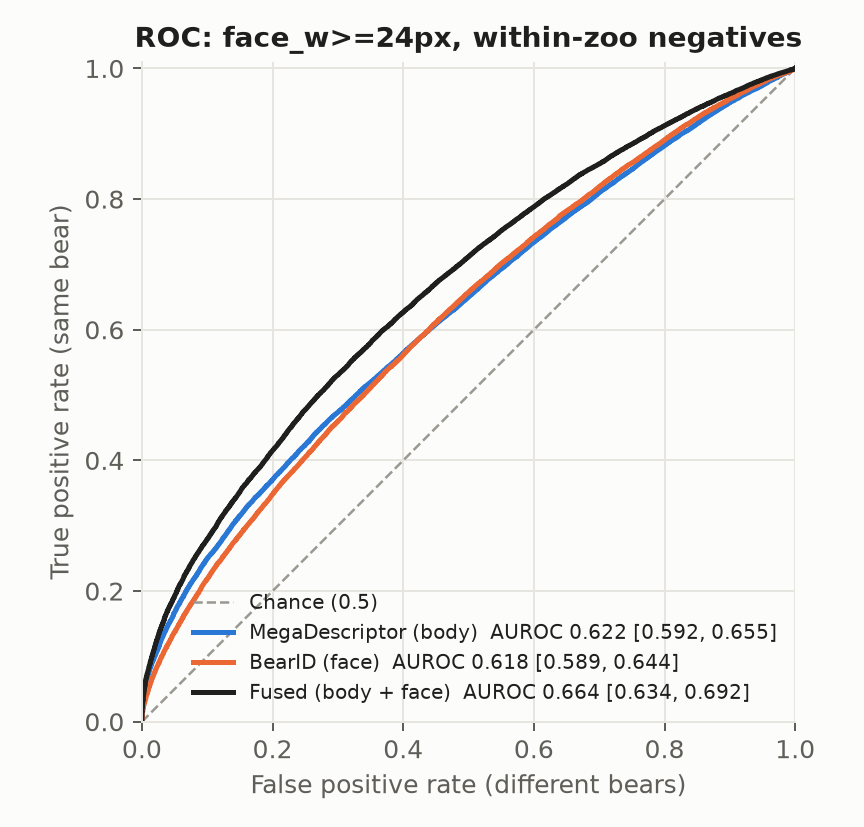 ROC: face_w>=24px, within-zoo negatives
1.0
0.8
0.6
0.4
0.2
0.0
True positive rate (same bear)
Chance (0.5)
MegaDescriptor (body)  AUROC 0.622 [0.592, 0.655]
BearID (face)  AUROC 0.618 [0.589, 0.644]
Fused (body + face)  AUROC 0.664 [0.634, 0.692]
0.0 0.2 0.4 0.6 0.8 1.0
False positive rate (different bears)